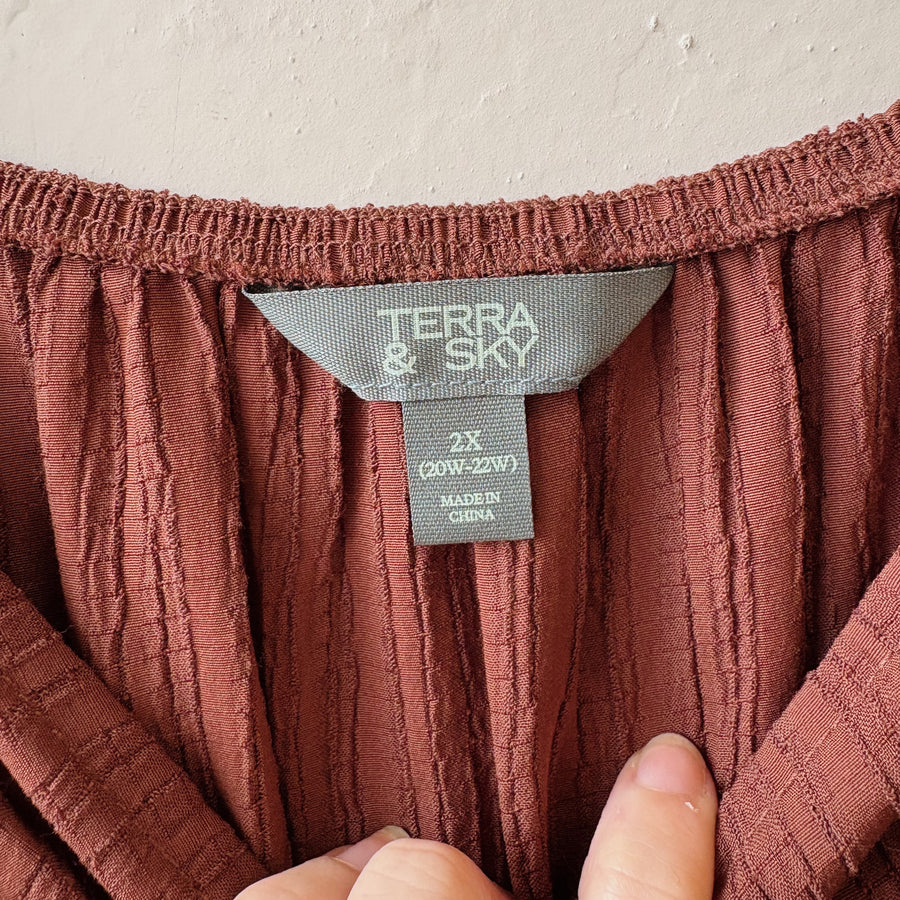 TERRA
& SKY
2X
(20W-22W)
MADE IN
CHINA